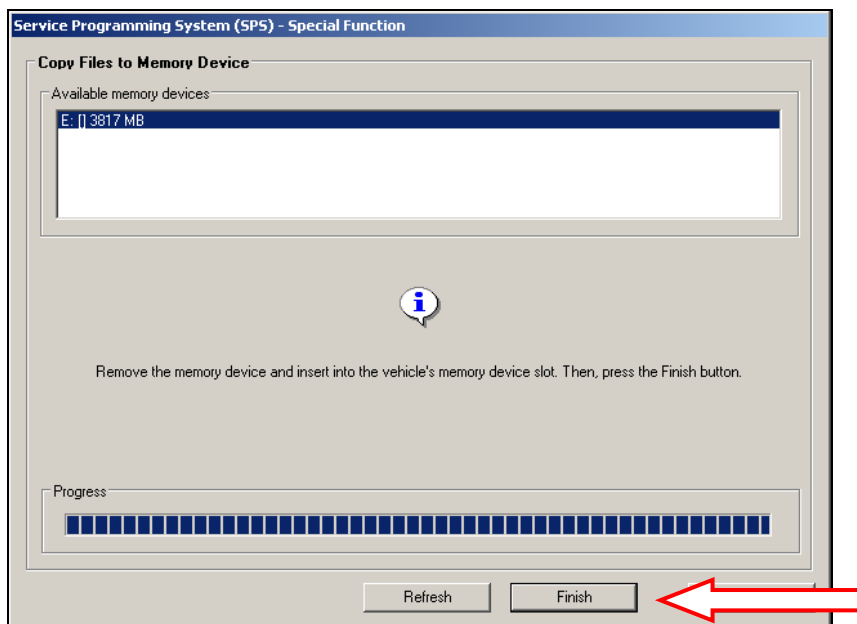 Service Programming System (SPS) - Special Function
Copy Files to Memory Device
Available memory devices
E: [] 3817 MB
Remove the memory device and insert into the vehicle's memory device slot. Then, press the Finish button.
Progress
Refresh Finish